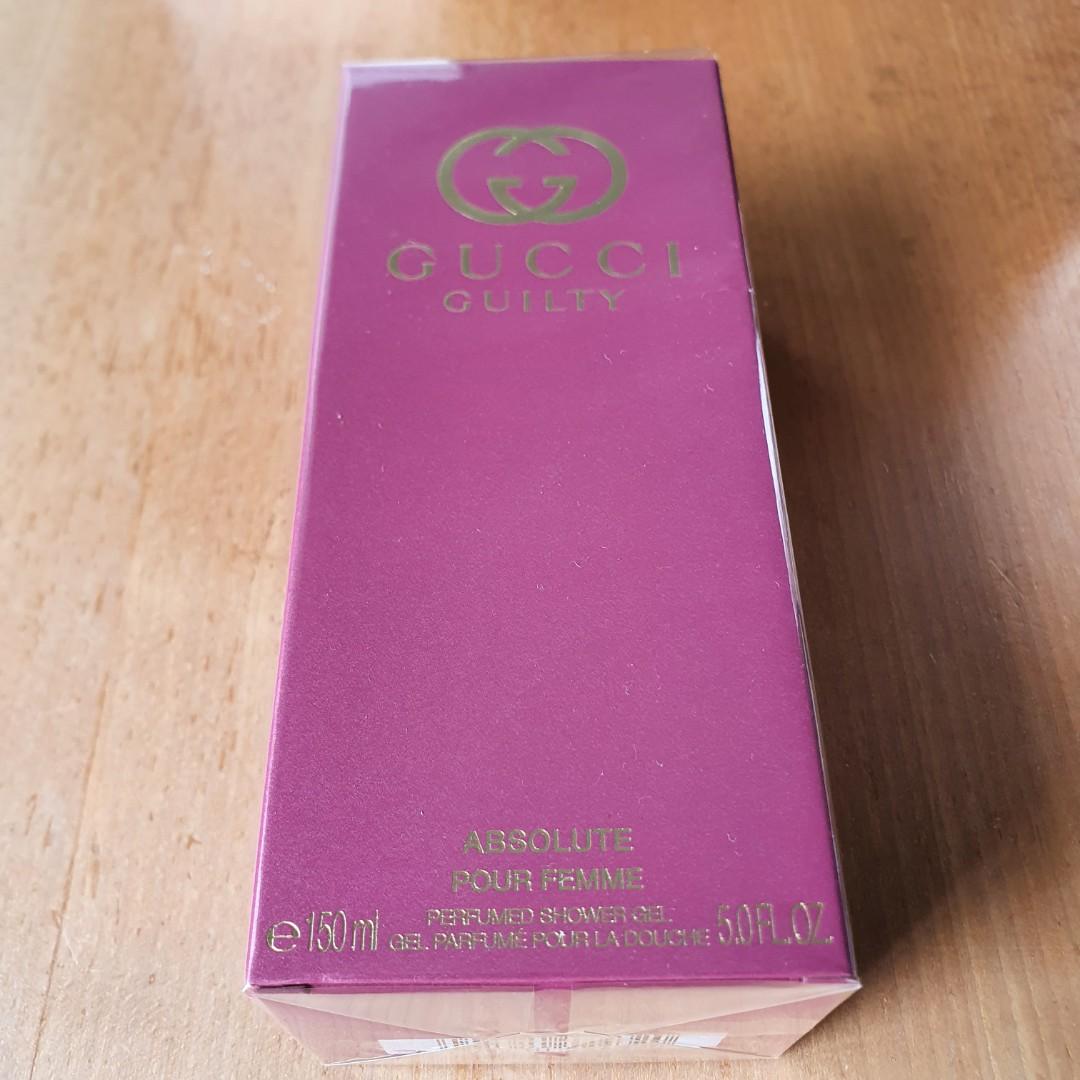 GUCCI
GUILTY
ABSOLUTE
POUR FEMME
PERFUMED SHOWER GEL
℮150 ml GEL PARFUMÉ POUR LA DOUCHE 5.0 FL. OZ.